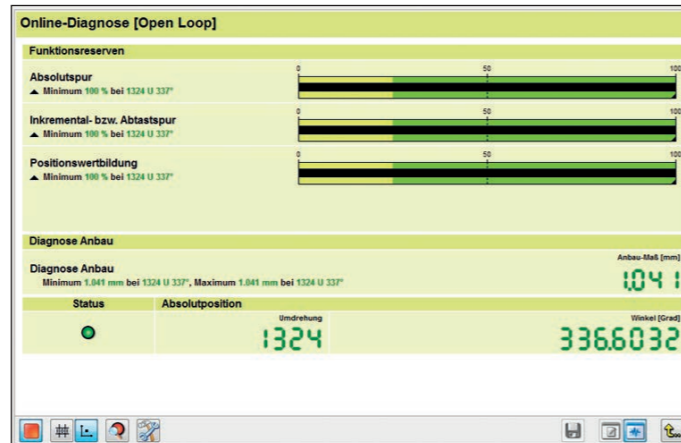 Online-Diagnose [Open Loop]
Funktionsreserven
0 50 100
Absolutspur
Minimum 100 % bei 1324 U 337°
0 50 100
Inkremental- bzw. Abtastspur
Minimum 100 % bei 1324 U 337°
0 50 100
Positionswertbildung
Minimum 100 % bei 1324 U 337°
Diagnose Anbau
Anbau-Maß [mm]
Diagnose Anbau
Minimum 1.041 mm bei 1324 U 337°, Maximum 1.041 mm bei 1324 U 337°
1.041
Status Absolutposition
Umdrehung Winkel [Grad]
1324 336.6032